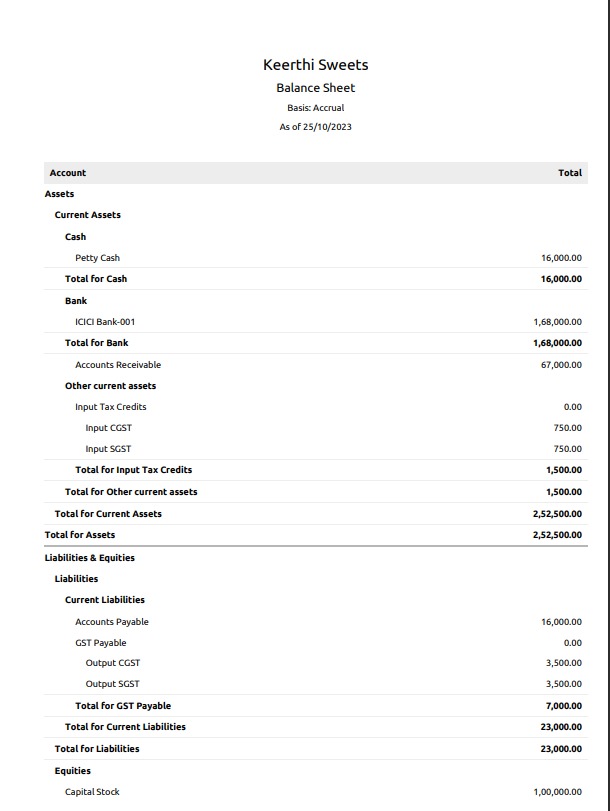 Keerthi Sweets
Balance Sheet
Basis: Accrual
As of 25/10/2023
Account Total
Assets
Current Assets
Cash
Petty Cash 16,000.00
Total for Cash 16,000.00
Bank
ICICI Bank-001 1,68,000.00
Total for Bank 1,68,000.00
Accounts Receivable 67,000.00
Other current assets
Input Tax Credits 0.00
Input CGST 750.00
Input SGST 750.00
Total for Input Tax Credits 1,500.00
Total for Other current assets 1,500.00
Total for Current Assets 2,52,500.00
Total for Assets 2,52,500.00
Liabilities & Equities
Liabilities
Current Liabilities
Accounts Payable 16,000.00
GST Payable 0.00
Output CGST 3,500.00
Output SGST 3,500.00
Total for GST Payable 7,000.00
Total for Current Liabilities 23,000.00
Total for Liabilities 23,000.00
Equities
Capital Stock 1,00,000.00